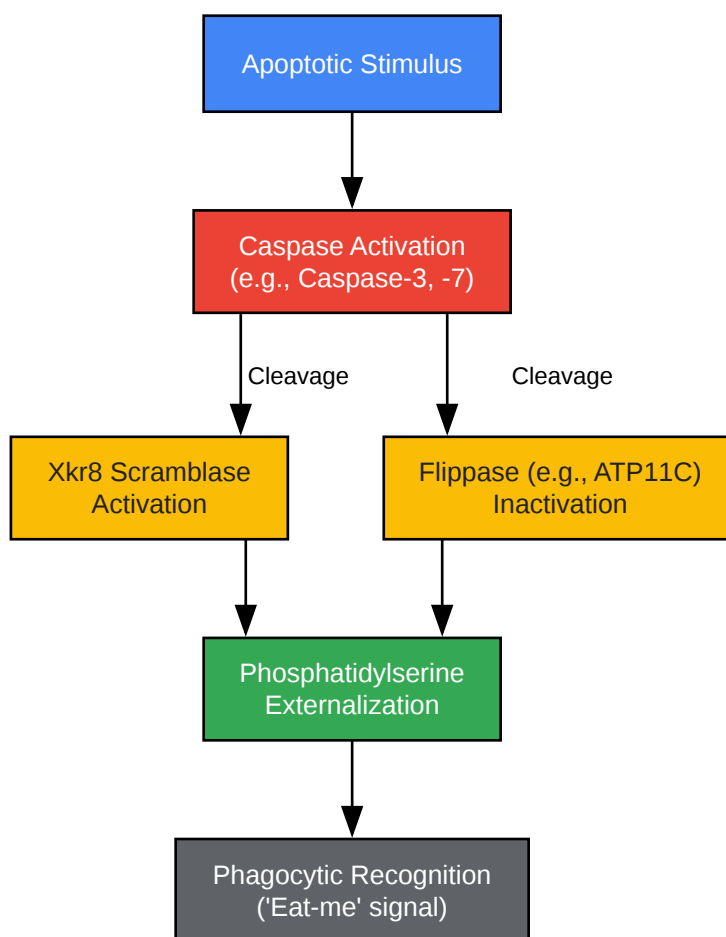 Apoptotic Stimulus
Caspase Activation
(e.g., Caspase-3, -7)
Cleavage
Cleavage
Xkr8 Scramblase
Activation
Flippase (e.g., ATP11C)
Inactivation
Phosphatidylserine
Externalization
Phagocytic Recognition
('Eat-me' signal)